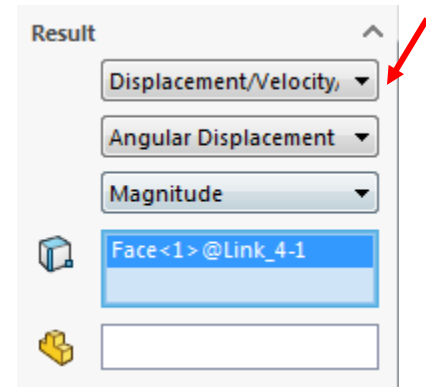 Result
Displacement/Velocity/
Angular Displacement
Magnitude
Face<1>@Link_4-1